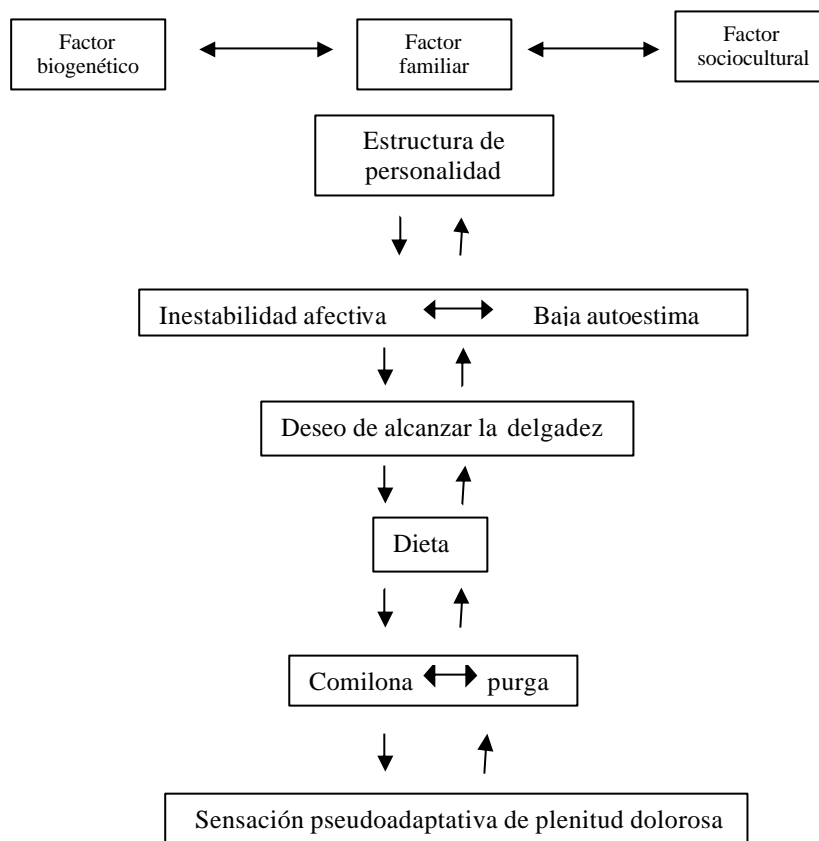 Factor
biogenético
Factor
familiar
Factor
sociocultural
Estructura de
personalidad
Inestabilidad afectiva
Baja autoestima
Deseo de alcanzar la delgadez
Dieta
Comilona
purga
Sensación pseudoadaptativa de plenitud dolorosa